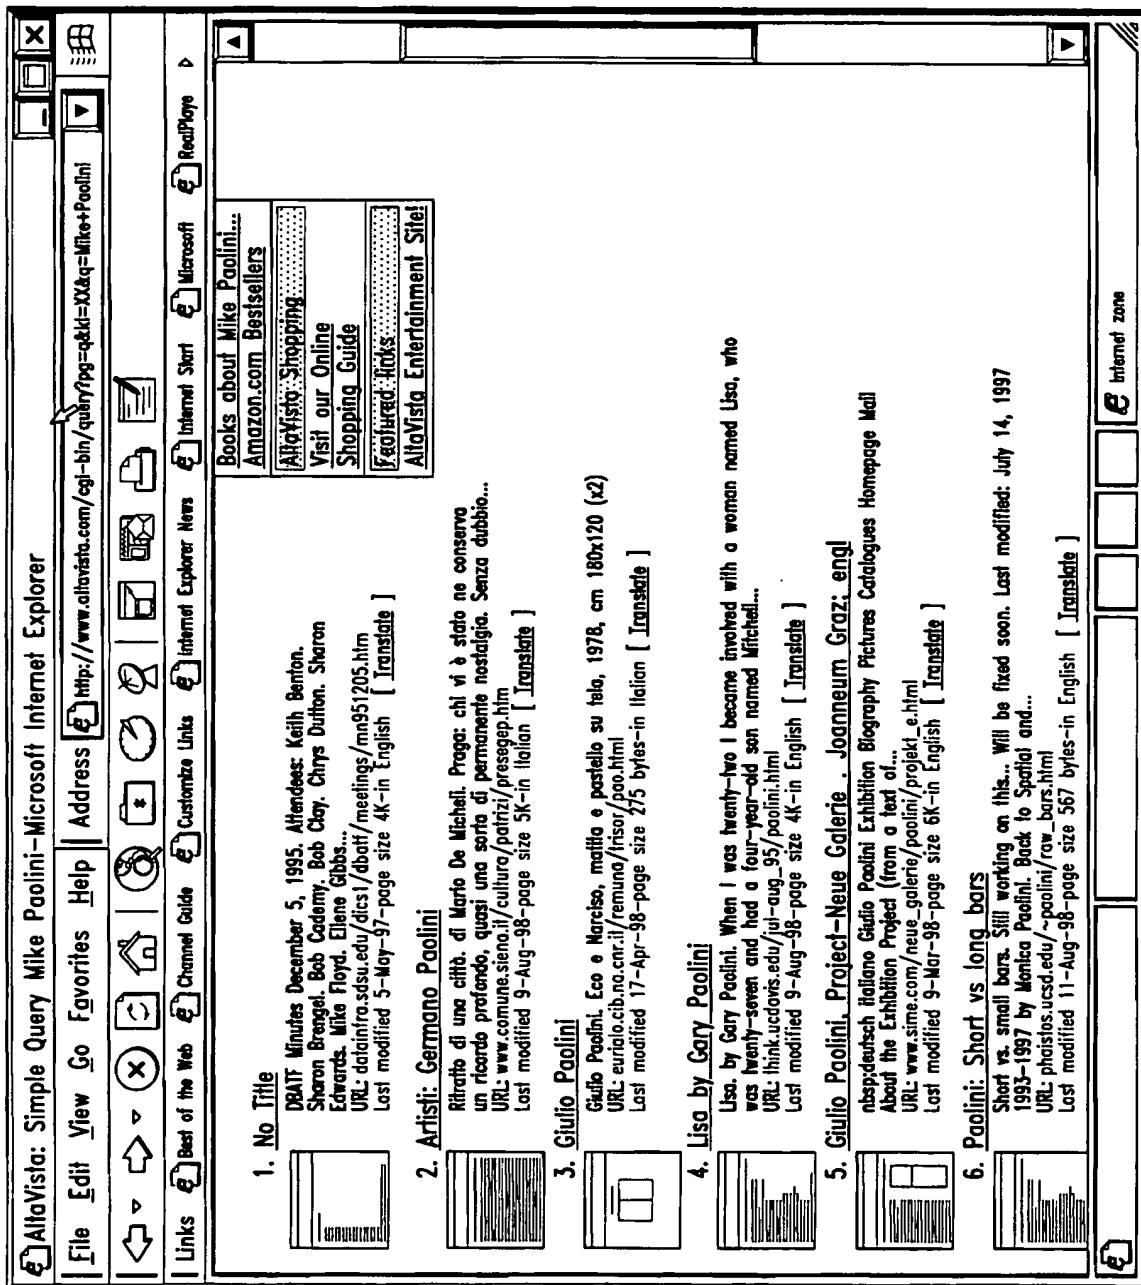 AltaVista: Simple Query Mike Paolini-Microsoft Internet Explorer
File Edit View Go Favorites Help
Address http://www.altavista.com/cgi-bin/query?pg=q&kl=XX&q=Mike+Paolini
Links Best of the Web Channel Guide Customize Links Internet Explorer News Internet Start Microsoft RealPlaye
Books about Mike Paolini...
Amazon.com Bestsellers
AltaVista Shopping
Visit our Online
Shopping Guide
Featured links
AltaVista Entertainment Site!
1. No Title
DBATF Minutes December 5, 1995. Attendees: Keith Benton.
Sharon Brengel. Bob Cademy. Bob Clay. Chrys Dutton. Sharon
Edwards. Mike Floyd. Ellene Gibbs...
URL: datainfra.sdsu.edu/dics1/dbatf/meetings/mn951205.htm
Last modified 5-May-97-page size 4K-in English [ Translate ]
2. Artisti: Germano Paolini
Ritratto di una città. di Mario De Micheli. Praga: chi vi è stato ne conserva
un ricordo profondo, quasi una sorta di permanente nostalgia. Senza dubbio...
URL: www.comune.siena.it/cultura/patrizi/presegep.htm
Last modified 9-Aug-98-page size 5K-in Italian [ Translate ]
3. Giulio Paolini
Giulio Paolini. Eco e Narciso, matita e pastello su tela, 1978, cm 180x120 (x2)
URL: eurialo.cib.na.cnr.it/remuna/irisor/pao.html
Last modified 17-Apr-98-page size 275 bytes-in Italian [ Translate ]
4. Lisa by Gary Paolini
Lisa. by Gary Paolini. When I was twenty-two I became involved with a woman named Lisa, who
was twenty-seven and had a four-year-old son named Mitchell...
URL: think.ucdavis.edu/jul-aug_95/paolini.html
Last modified 9-Aug-98-page size 4K-in English [ Translate ]
5. Giulio Paolini, Project-Neue Galerie . Joanneum Graz; engl
nbsp;deutsch italiano Giulio Paolini Exhibition Biography Pictures Catalogues Homepage Mail
About the Exhibition Project (from a text of...
URL: www.sime.com/neue_galerie/paolini/projekt_e.html
Last modified 9-Mar-98-page size 6K-in English [ Translate ]
6. Paolini: Short vs long bars
Short vs. small bars. Still working on this... Will be fixed soon. Last modified: July 14, 1997
1993-1997 by Monica Paolini. Back to Spatial and...
URL: phaistos.ucsd.edu/~paolini/raw_bars.html
Last modified 11-Aug-98-page size 567 bytes-in English [ Translate ]
Internet zone